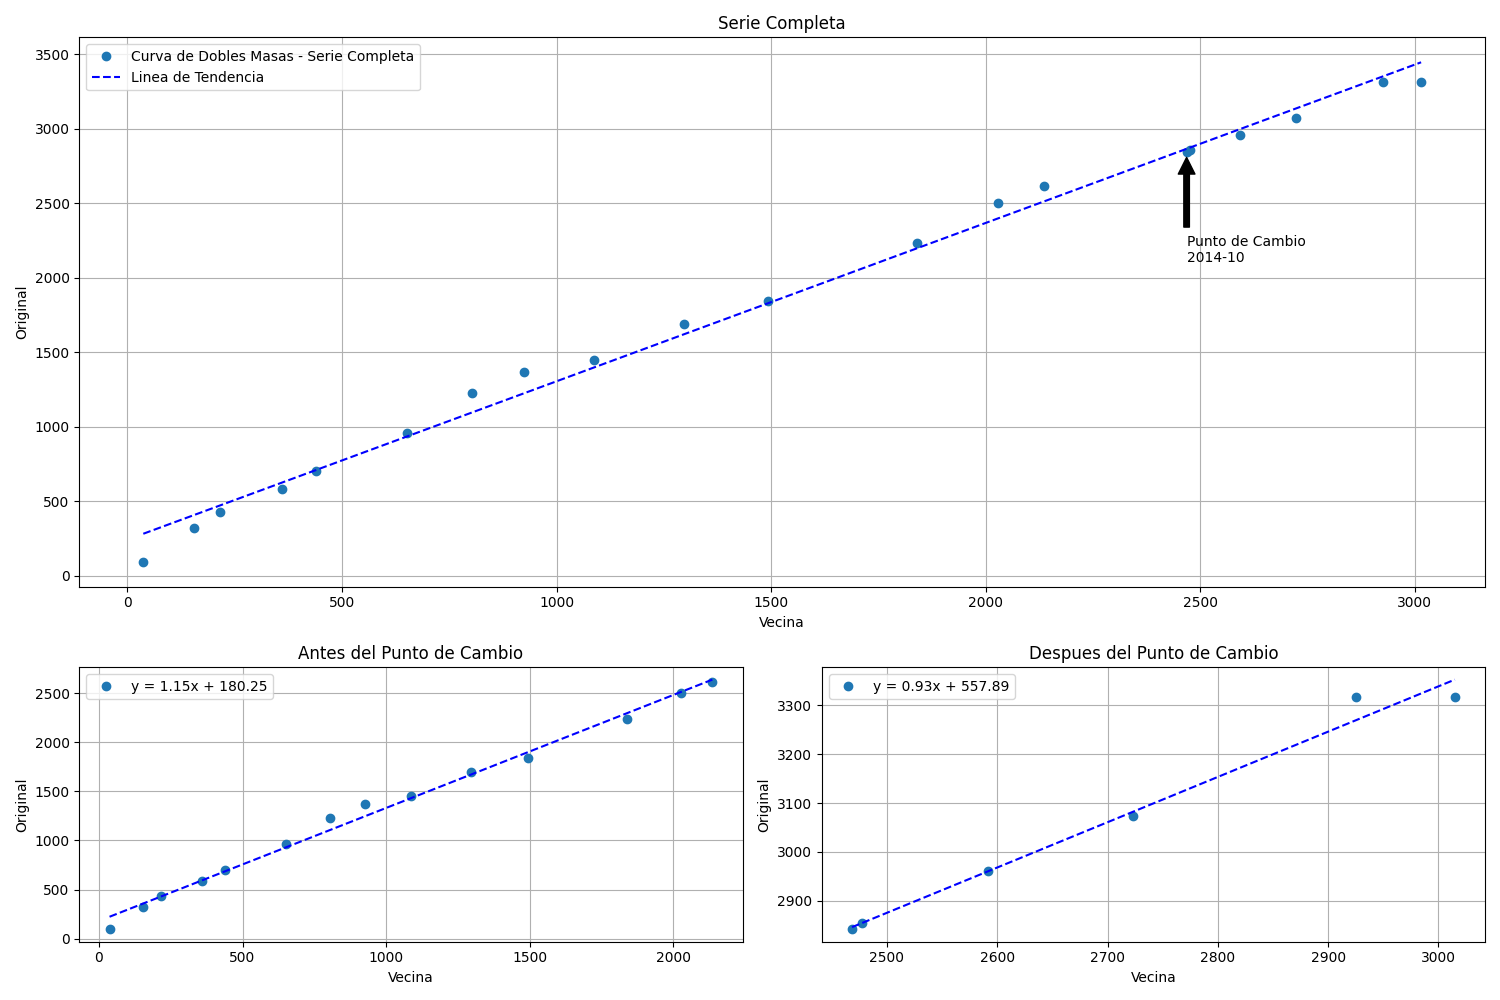 Serie Completa
Curva de Dobles Masas - Serie Completa
Linea de Tendencia
3500
3000
2500
2000
1500
1000
500
0
Original
Punto de Cambio
2014-10
0 500 1000 1500 2000 2500 3000
Vecina
Antes del Punto de Cambio
y = 1.15x + 180.25
2500
2000
1500
1000
500
0
Original
0 500 1000 1500 2000
Vecina
Despues del Punto de Cambio
y = 0.93x + 557.89
3300
3200
3100
3000
2900
Original
2500 2600 2700 2800 2900 3000
Vecina